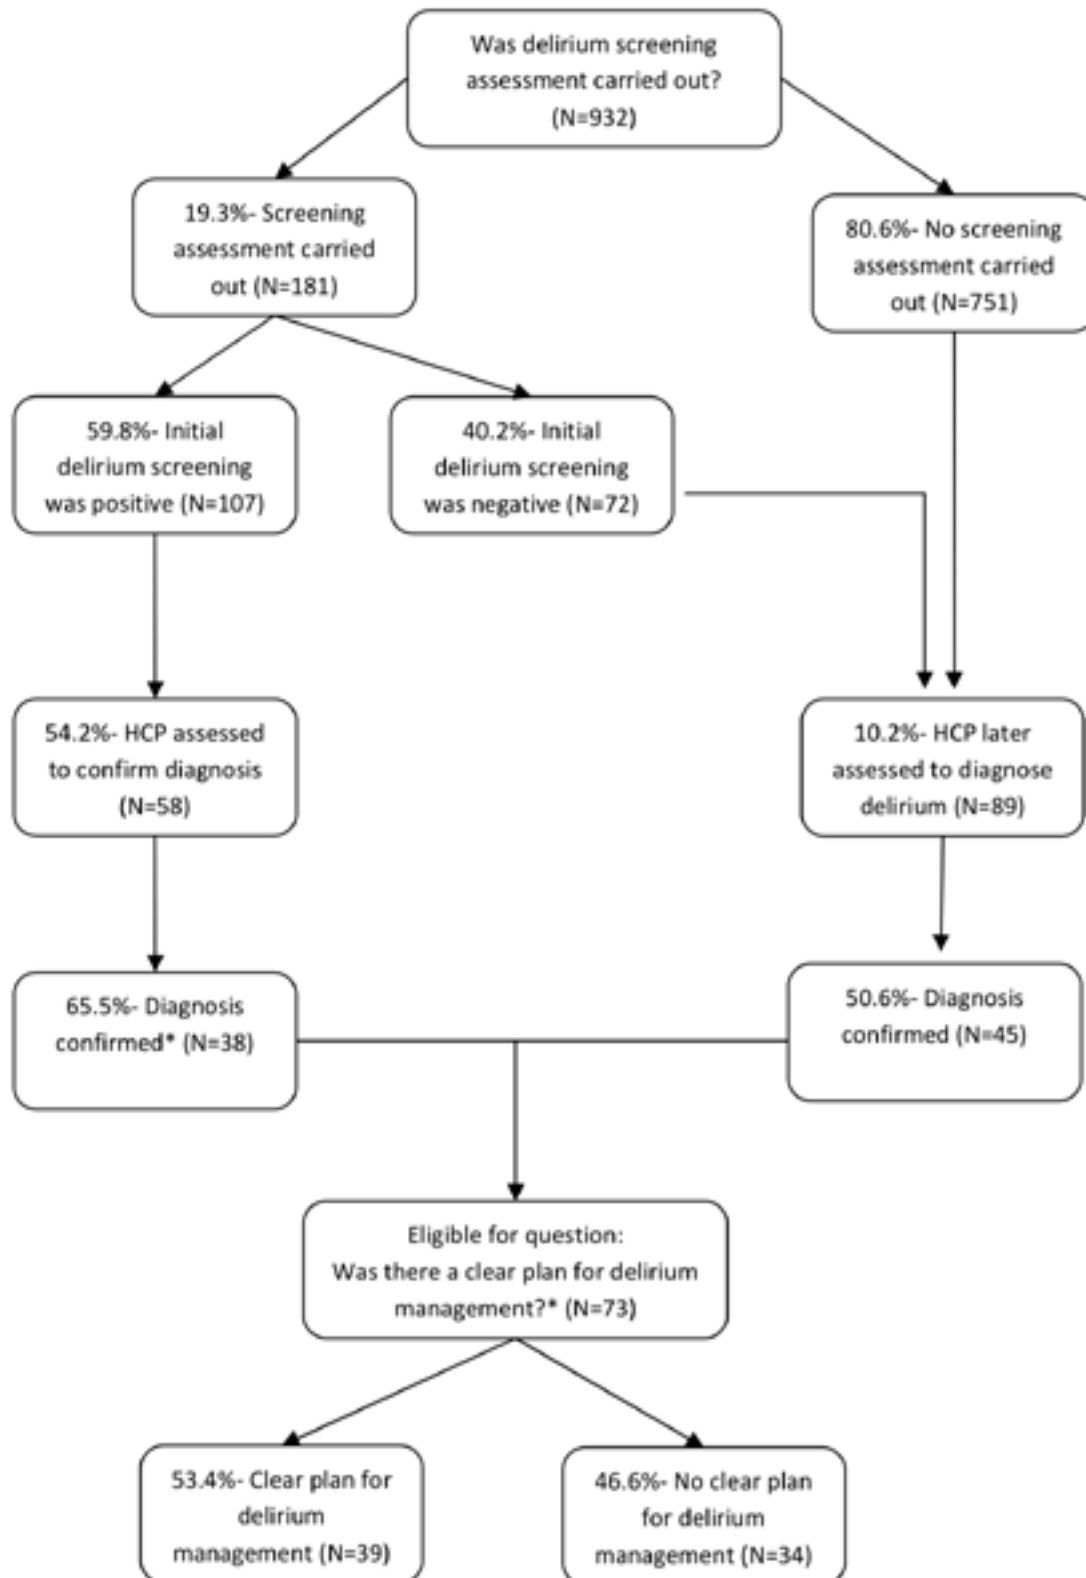 Was delirium screening
assessment carried out?
(N=932)
19.3%- Screening
assessment carried
out (N=181)
80.6%- No screening
assessment carried
out (N=751)
59.8%- Initial
delirium screening
was positive (N=107)
40.2%- Initial
delirium screening
was negative (N=72)
54.2%- HCP assessed
to confirm diagnosis
(N=58)
10.2%- HCP later
assessed to diagnose
delirium (N=89)
65.5%- Diagnosis
confirmed* (N=38)
50.6%- Diagnosis
confirmed (N=45)
Eligible for question:
Was there a clear plan for delirium
management?* (N=73)
53.4%- Clear plan for
delirium
management (N=39)
46.6%- No clear plan
for delirium
management (N=34)